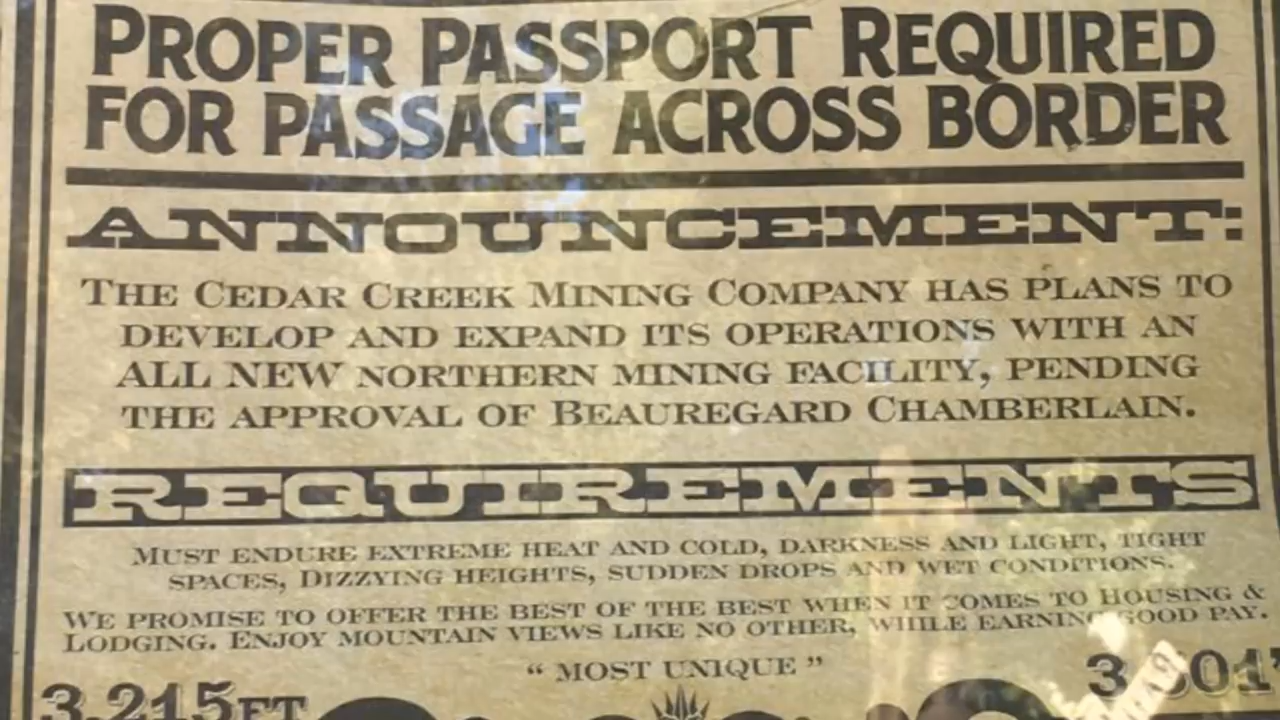 PROPER PASSPORT REQUIRED
FOR PASSAGE ACROSS BORDER
ANNOUNCEMENT:
THE CEDAR CREEK MINING COMPANY HAS PLANS TO
DEVELOP AND EXPAND ITS OPERATIONS WITH AN
ALL NEW NORTHERN MINING FACILITY, PENDING
THE APPROVAL OF BEAUREGARD CHAMBERLAIN.
REQUIREMENTS
MUST ENDURE EXTREME HEAT AND COLD, DARKNESS AND LIGHT, TIGHT
SPACES, DIZZYING HEIGHTS, SUDDEN DROPS AND WET CONDITIONS.
WE PROMISE TO OFFER THE BEST OF THE BEST WHEN IT COMES TO HOUSING &
LODGING. ENJOY MOUNTAIN VIEWS LIKE NO OTHER, WHILE EARNING GOOD PAY.
“ MOST UNIQUE ”
3,215FT